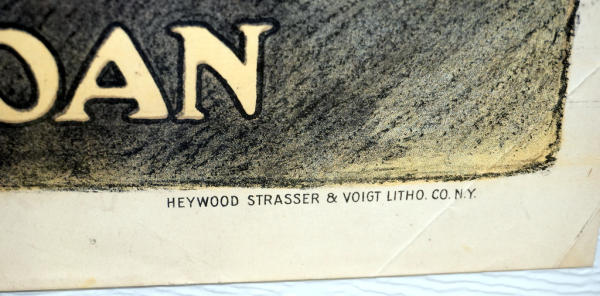 OAN
HEYWOOD STRASSER & VOIGT LITHO. CO. N.Y.